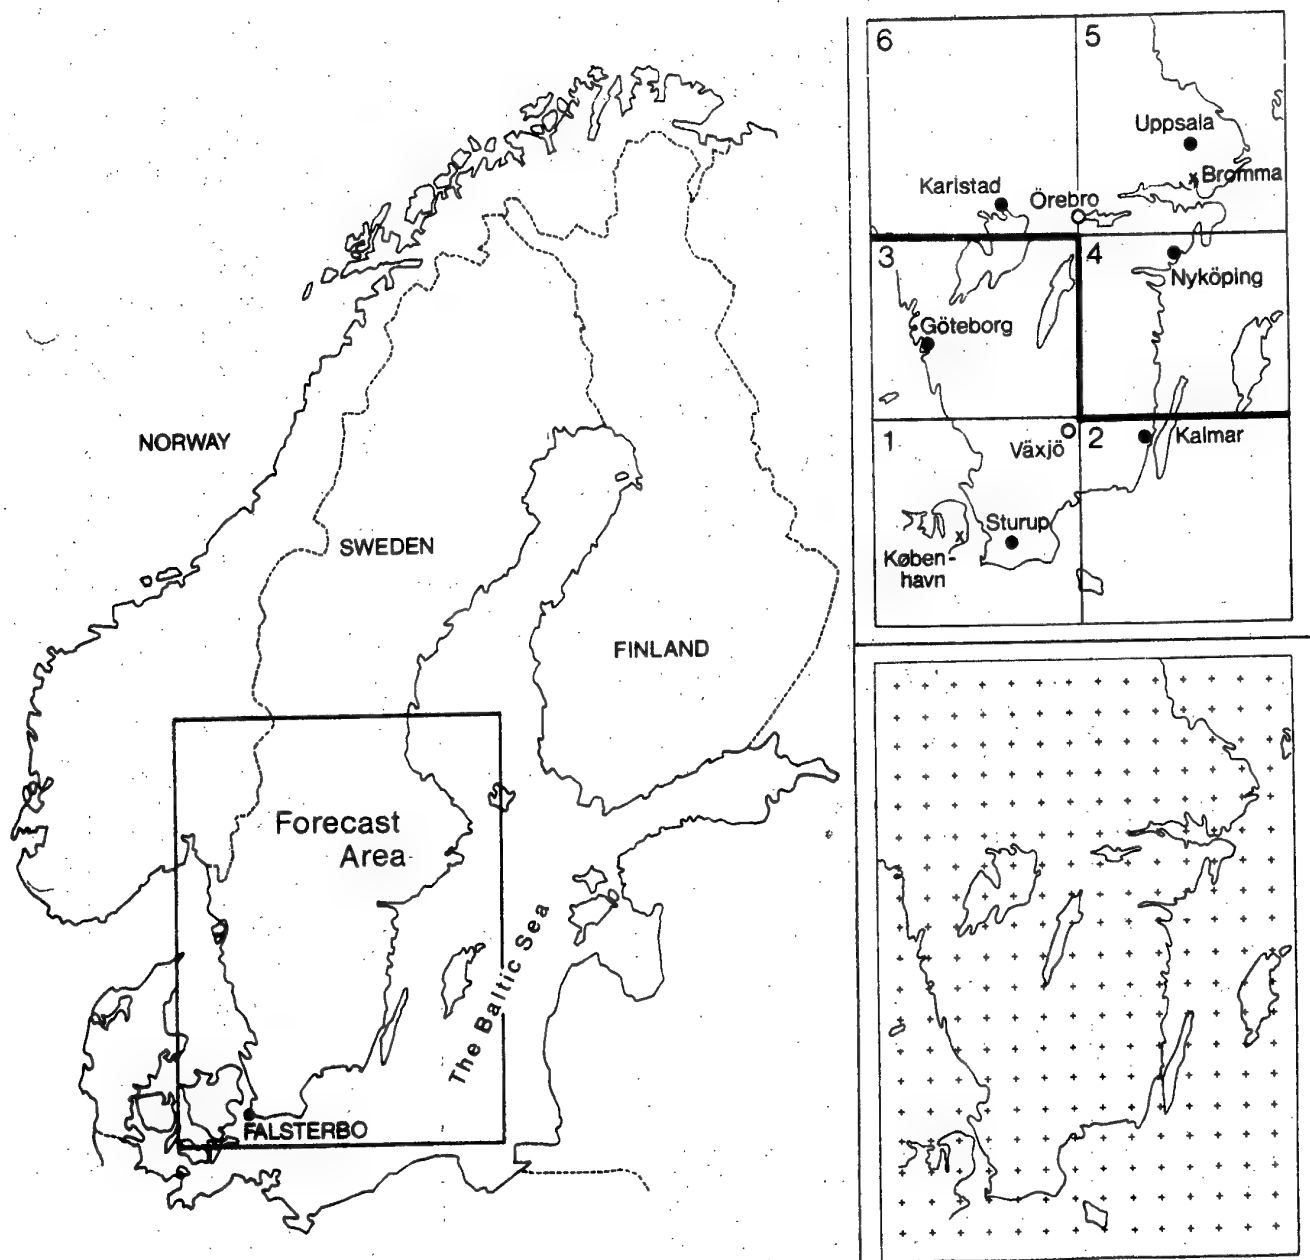 NORWAY
SWEDEN
FINLAND
Forecast
Area
The Baltic Sea
FALSTERBO
6
5
Uppsala
Bromma
Karlstad
Örebro
3
4
Nyköping
Göteborg
1
Växjö
2
Kalmar
Sturup
Køben-
havn